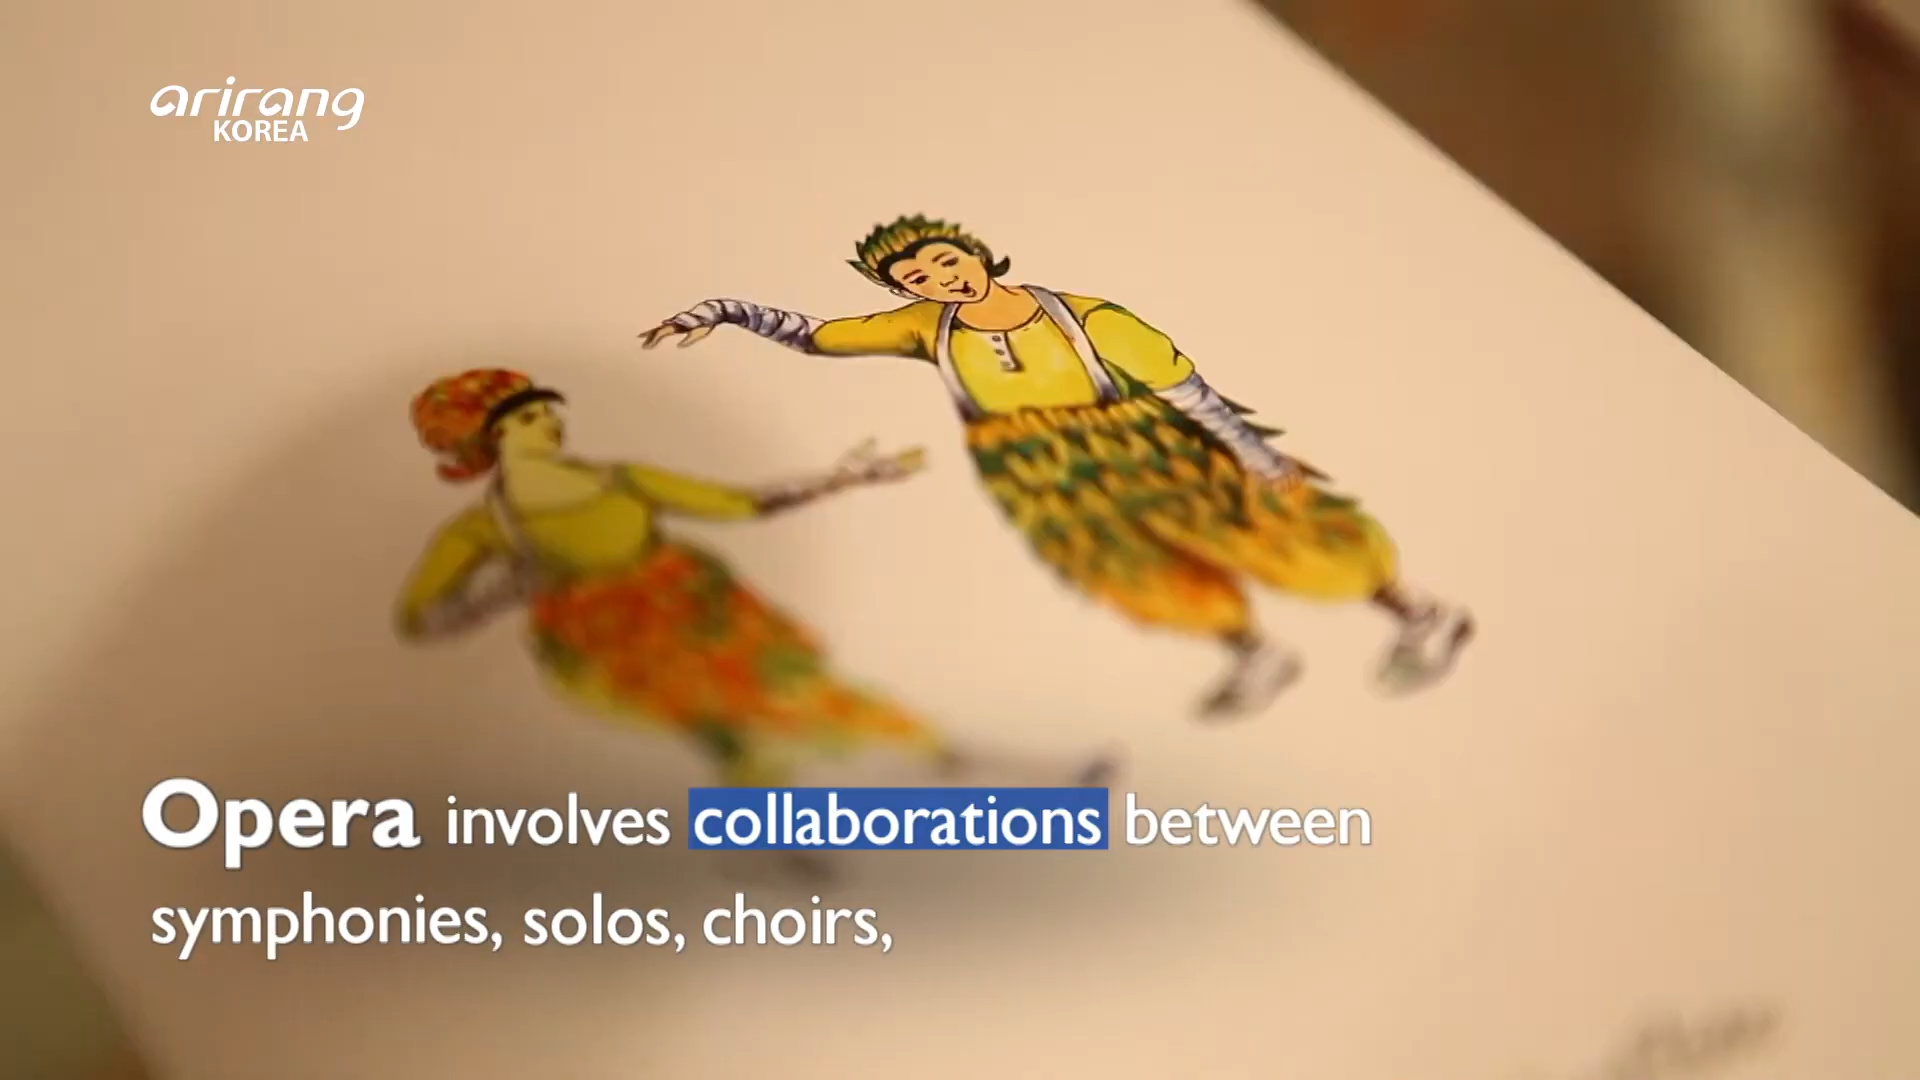 arirang
KOREA
Opera involves collaborations between
symphonies, solos, choirs,